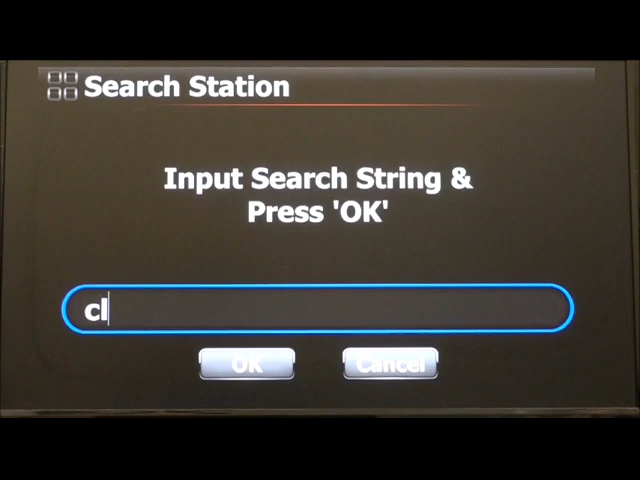 Search Station
Input Search String &
Press 'OK'
cl
OK
Cancel